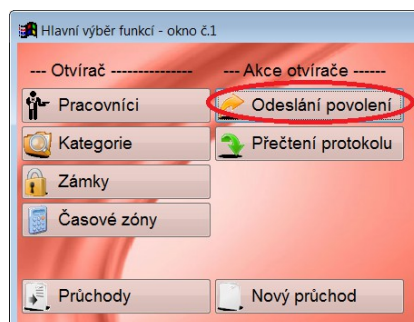 Hlavní výběr funkcí - okno č.1
--- Otvírač --------------- --- Akce otvírače ------
Pracovníci Odeslání povolení
Kategorie Přečtení protokolu
Zámky
Časové zóny
Průchody Nový průchod